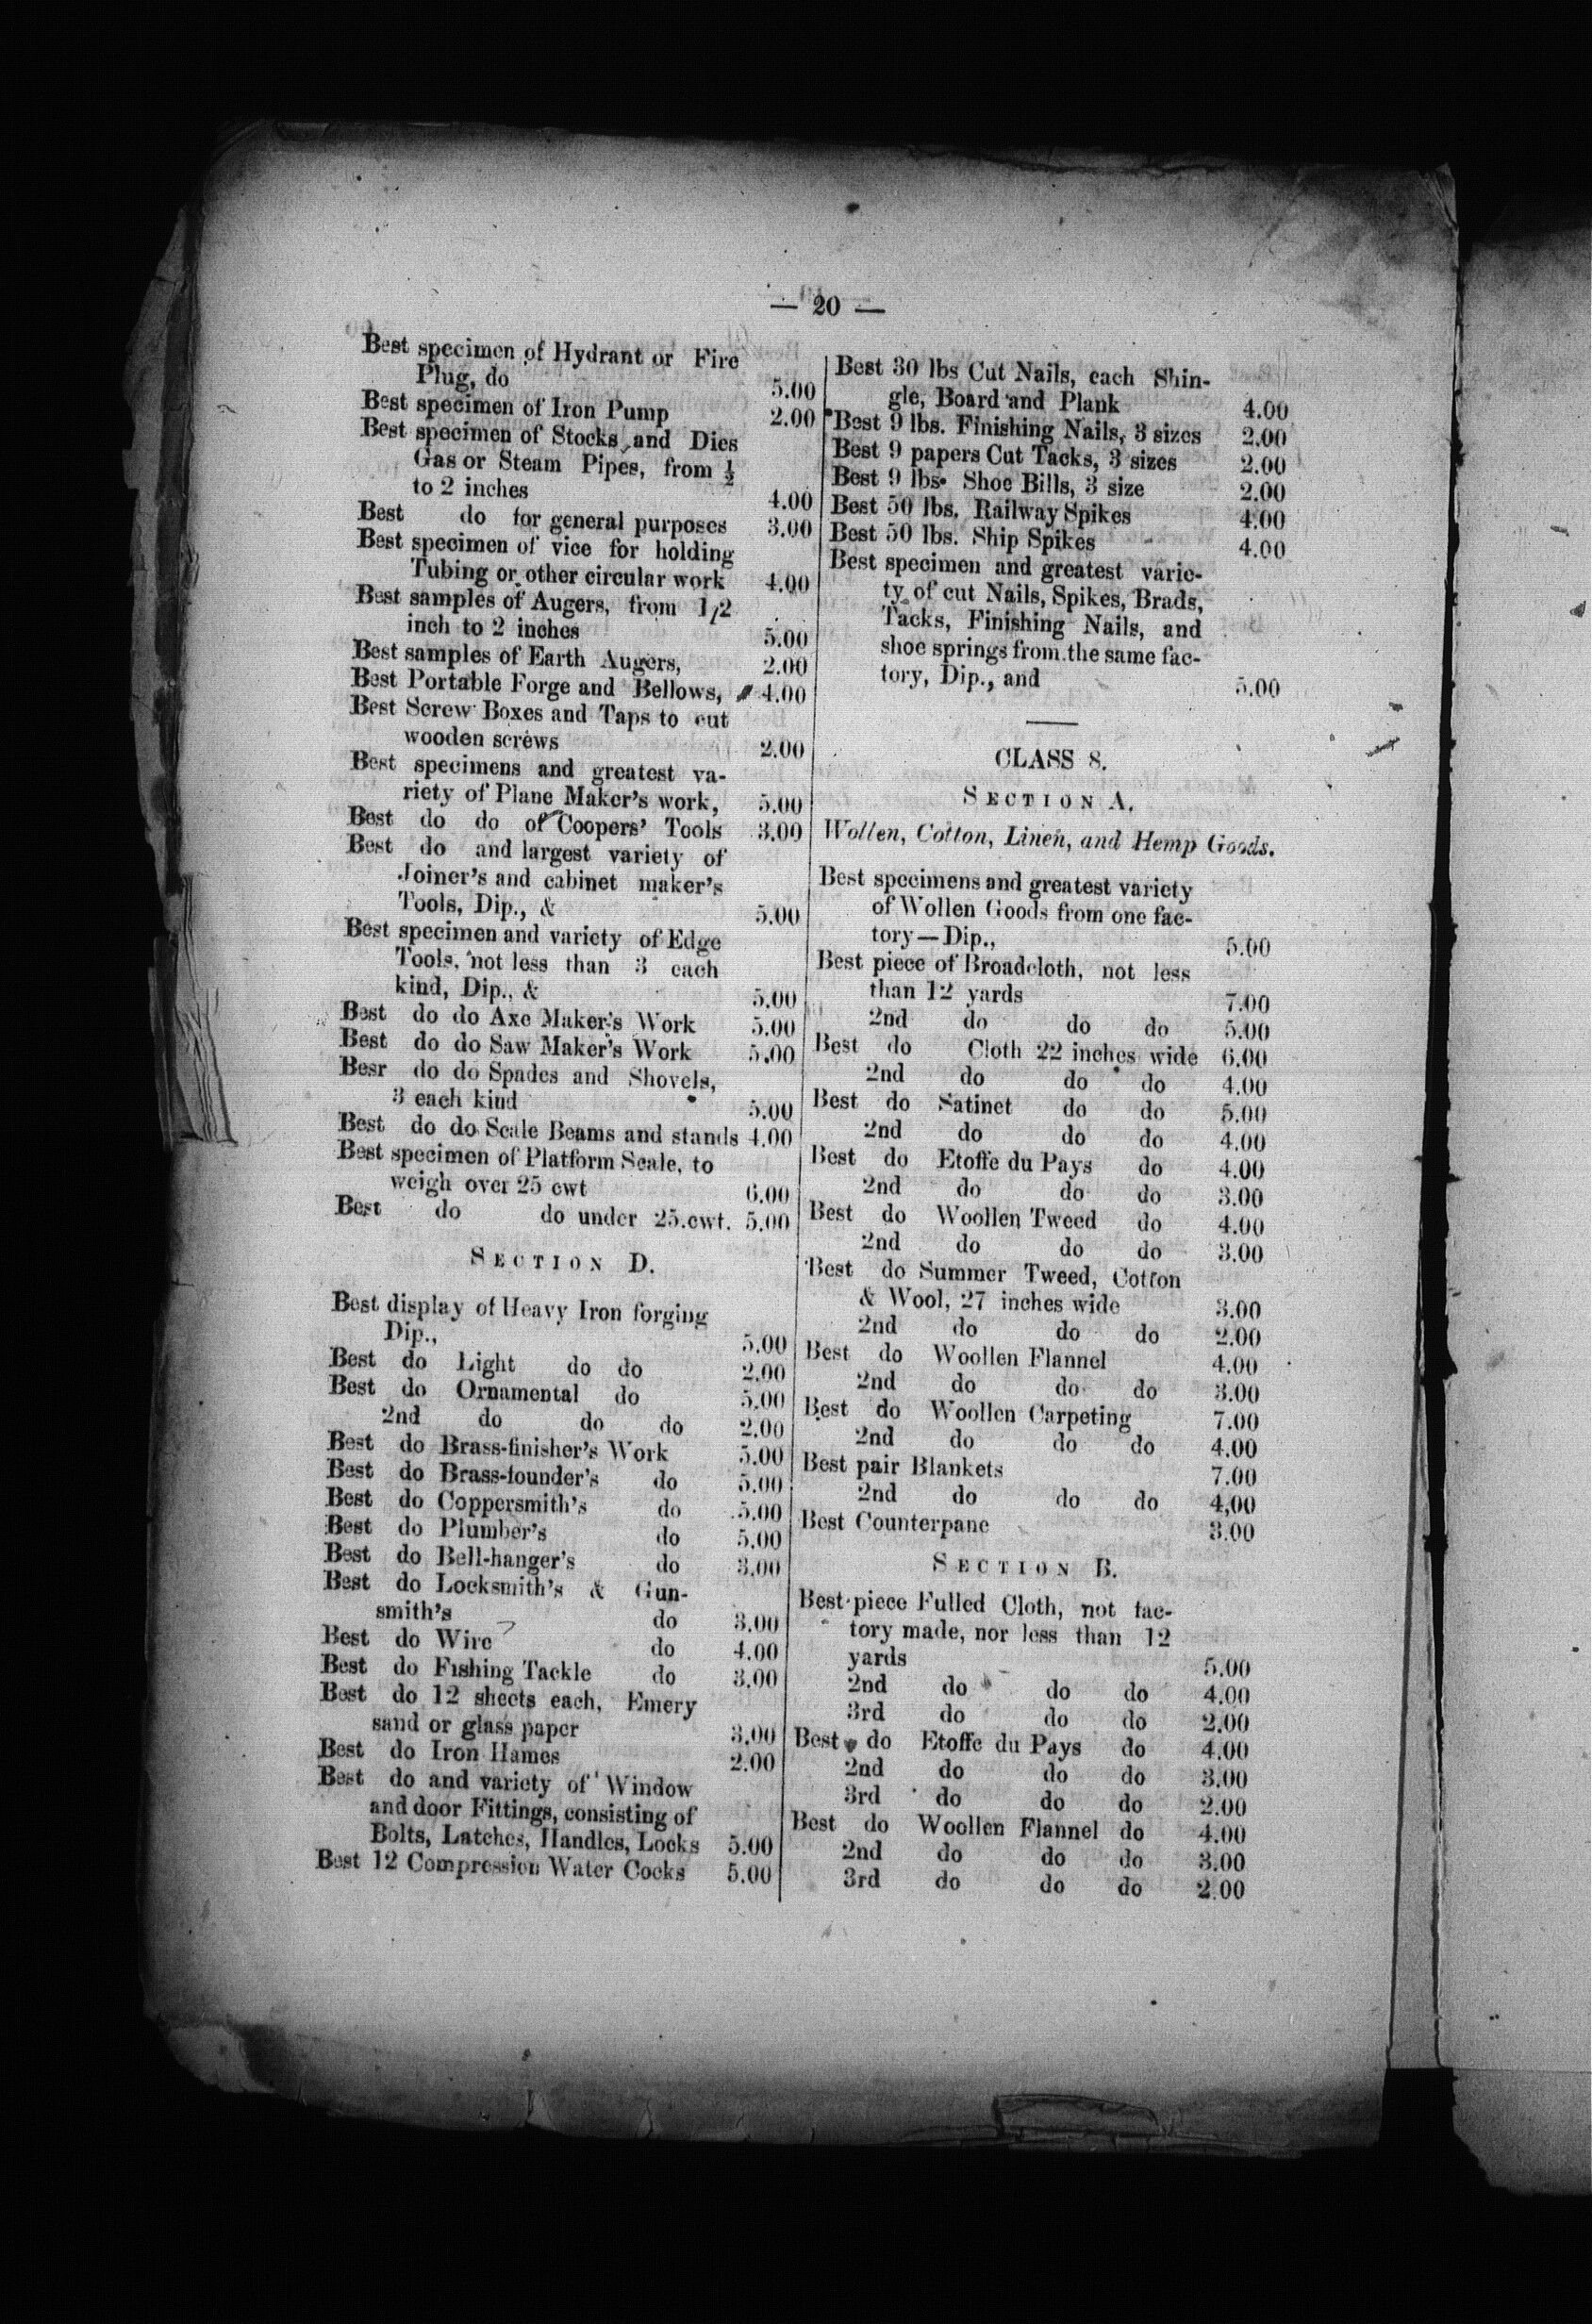 — 20 —
Best specimen of Hydrant or Fire
Plug, do 5.00
Best specimen of Iron Pump 2.00
Best specimen of Stocks and Dies
Gas or Steam Pipes, from ½
to 2 inches 4.00
Best do for general purposes 3.00
Best specimen of vice for holding
Tubing or other circular work 4.00
Best samples of Augers, from 1/2
inch to 2 inches 5.00
Best samples of Earth Augers, 2.00
Best Portable Forge and Bellows, 4.00
Best Screw Boxes and Taps to cut
wooden screws 2.00
Best specimens and greatest va-
riety of Plane Maker's work, 5.00
Best do do of Coopers' Tools 3.00
Best do and largest variety of
Joiner's and cabinet maker's
Tools, Dip., & 5.00
Best specimen and variety of Edge
Tools, not less than 3 each
kind, Dip., & 5.00
Best do do Axe Maker's Work 5.00
Best do do Saw Maker's Work 5.00
Besr do do Spades and Shovels,
3 each kind 5.00
Best do do Scale Beams and stands 4.00
Best specimen of Platform Scale, to
weigh over 25 cwt 6.00
Best do do under 25.cwt. 5.00
SECTION D.
Best display of Heavy Iron forging
Dip., 5.00
Best do Light do do 2.00
Best do Ornamental do 5.00
2nd do do do 2.00
Best do Brass-finisher's Work 5.00
Best do Brass-founder's do 5.00
Best do Coppersmith's do 5.00
Best do Plumber's do 5.00
Best do Bell-hanger's do 3.00
Best do Locksmith's & Gun-
smith's do 3.00
Best do Wire do 4.00
Best do Fishing Tackle do 3.00
Best do 12 sheets each, Emery
sand or glass paper 3.00
Best do Iron Hames 2.00
Best do and variety of Window
and door Fittings, consisting of
Bolts, Latches, Handles, Locks 5.00
Best 12 Compression Water Cocks 5.00
Best 30 lbs Cut Nails, each Shin-
gle, Board and Plank 4.00
Best 9 lbs. Finishing Nails, 3 sizes 2.00
Best 9 papers Cut Tacks, 3 sizes 2.00
Best 9 lbs. Shoe Bills, 3 size 2.00
Best 50 lbs. Railway Spikes 4.00
Best 50 lbs. Ship Spikes 4.00
Best specimen and greatest varie-
ty of cut Nails, Spikes, Brads,
Tacks, Finishing Nails, and
shoe springs from the same fac-
tory, Dip., and 5.00
CLASS 8.
SECTION A.
Wollen, Cotton, Linen, and Hemp Goods.
Best specimens and greatest variety
of Wollen Goods from one fac-
tory—Dip., 5.00
Best piece of Broadcloth, not less
than 12 yards 7.00
2nd do do do 5.00
Best do Cloth 22 inches wide 6.00
2nd do do do 4.00
Best do Satinet do do 5.00
2nd do do do 4.00
Best do Etoffe du Pays do 4.00
2nd do do do 3.00
Best do Woollen Tweed do 4.00
2nd do do do 3.00
Best do Summer Tweed, Cotton
& Wool, 27 inches wide 3.00
2nd do do do 2.00
Best do Woollen Flannel 4.00
2nd do do do 3.00
Best do Woollen Carpeting 7.00
2nd do do do 4.00
Best pair Blankets 7.00
2nd do do do 4,00
Best Counterpane 3.00
SECTION B.
Best piece Fulled Cloth, not fac-
tory made, nor less than 12
yards 5.00
2nd do do do 4.00
3rd do do do 2.00
Best do Etoffe du Pays do 4.00
2nd do do do 3.00
3rd do do do 2.00
Best do Woollen Flannel do 4.00
2nd do do do 3.00
3rd do do do 2.00